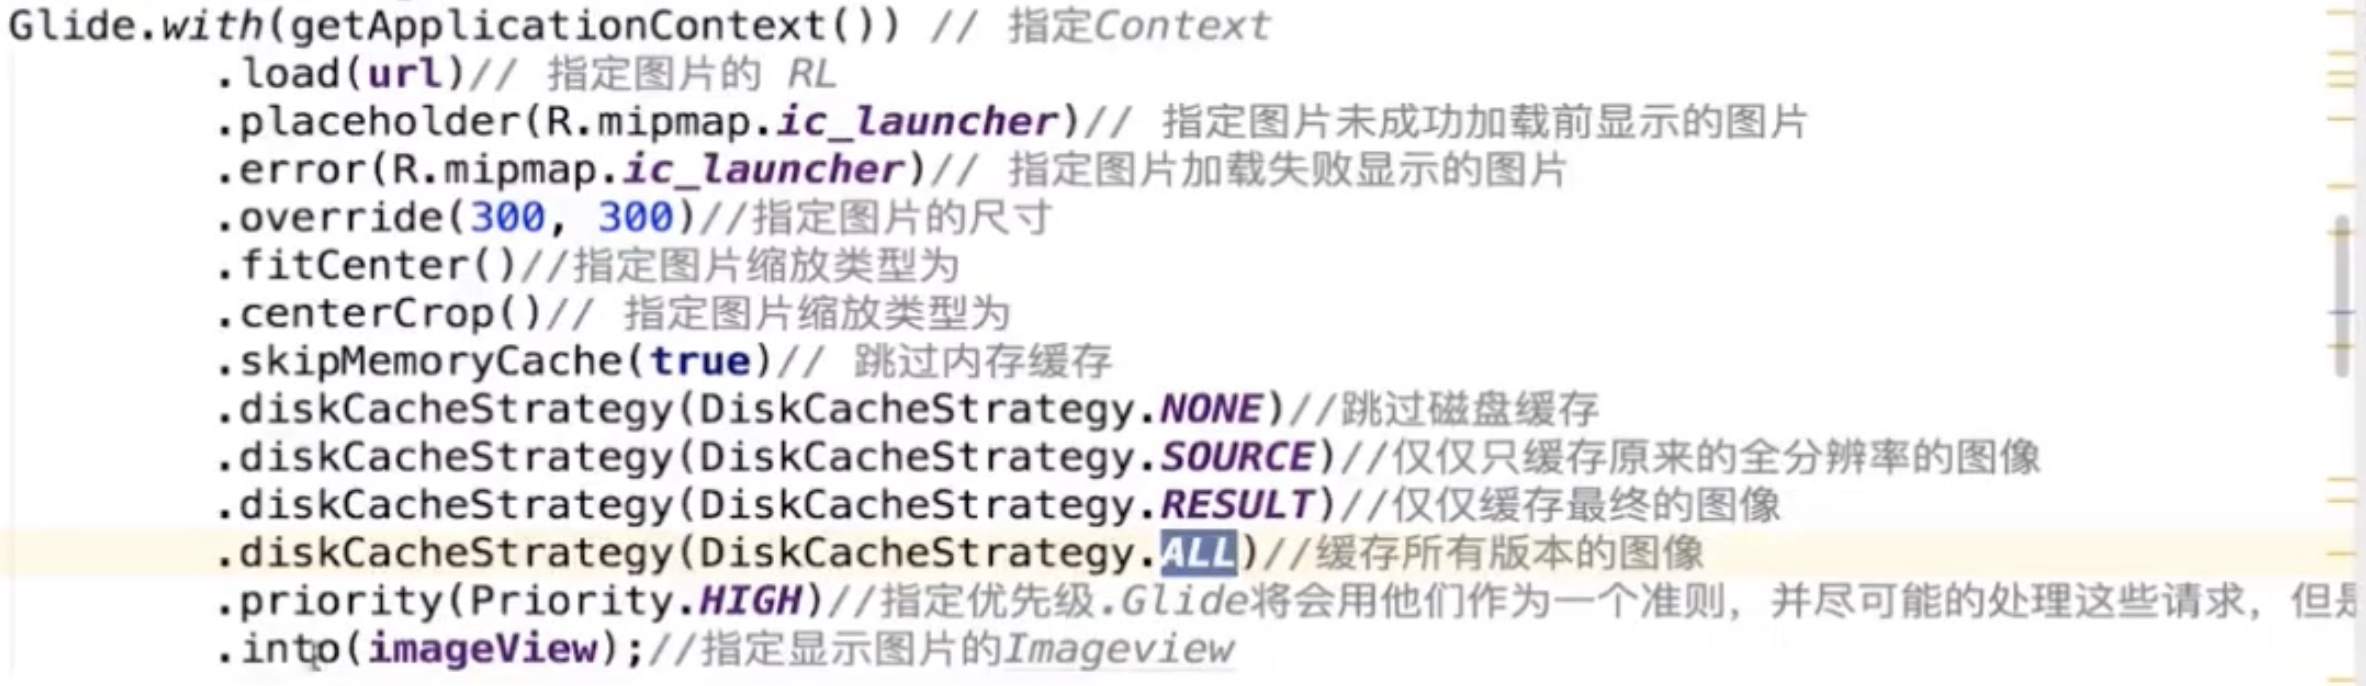 Glide.with(getApplicationContext()) // 指定Context
.load(url)// 指定图片的 RL
.placeholder(R.mipmap.ic_launcher)// 指定图片未成功加载前显示的图片
.error(R.mipmap.ic_launcher)// 指定图片加载失败显示的图片
.override(300, 300)//指定图片的尺寸
.fitCenter()//指定图片缩放类型为
.centerCrop()// 指定图片缩放类型为
.skipMemoryCache(true)// 跳过内存缓存
.diskCacheStrategy(DiskCacheStrategy.NONE)//跳过磁盘缓存
.diskCacheStrategy(DiskCacheStrategy.SOURCE)//仅仅只缓存原来的全分辨率的图像
.diskCacheStrategy(DiskCacheStrategy.RESULT)//仅仅缓存最终的图像
.diskCacheStrategy(DiskCacheStrategy.ALL)//缓存所有版本的图像
.priority(Priority.HIGH)//指定优先级.Glide将会用他们作为一个准则，并尽可能的处理这些请求，但是
.into(imageView);//指定显示图片的Imageview